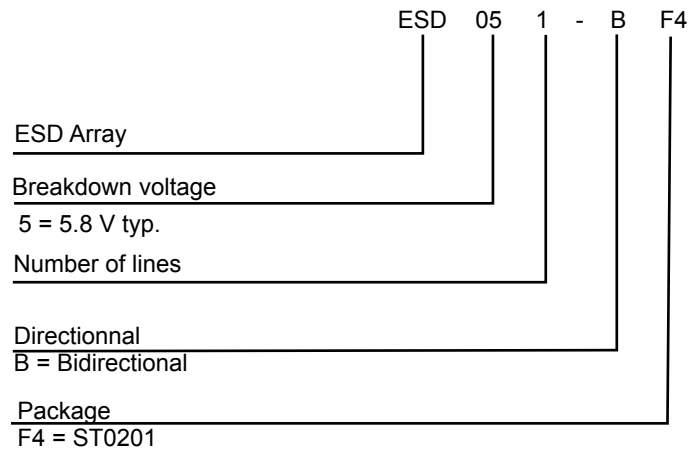 ESD 05 1 - B F4
ESD Array
Breakdown voltage
5 = 5.8 V typ.
Number of lines
Directionnal
B = Bidirectional
Package
F4 = ST0201